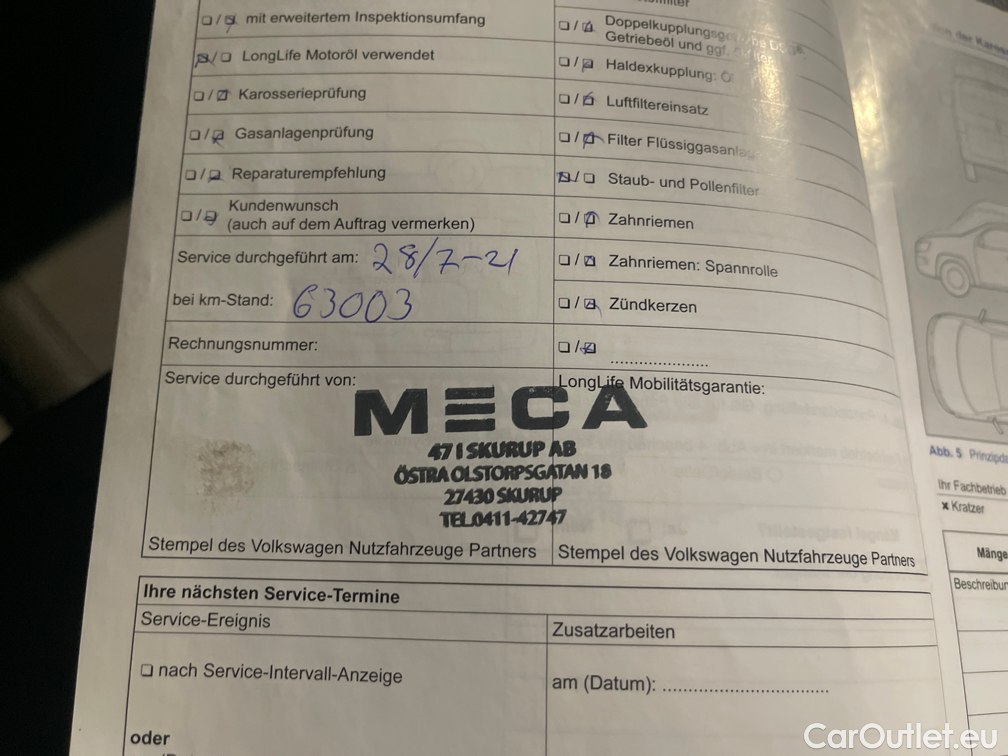 mit erweitertem Inspektionsumfang
LongLife Motoröl verwendet
Karosserieprüfung
Gasanlagenprüfung
Reparaturempfehlung
Kundenwunsch
(auch auf dem Auftrag vermerken)
Service durchgeführt am: 28/7-21
bei km-Stand: 63003
Rechnungsnummer:
Service durchgeführt von:
Getriebeöl und ggf.
Haldexkupplung:
Luftfiltereinsatz
Filter Flüssiggasanlage
Staub- und Pollenfilter
Zahnriemen
Zahnriemen: Spannrolle
Zündkerzen
......................
LongLife Mobilitätsgarantie:
MECA
471 SKURUP AB
ÖSTRA OLSTORPSGATAN 18
27430 SKURUP
TEL.0411-42747
Stempel des Volkswagen Nutzfahrzeuge Partners
Stempel des Volkswagen Nutzfahrzeuge Partners
Ihre nächsten Service-Termine
Service-Ereignis
nach Service-Intervall-Anzeige
oder
Zusatzarbeiten
am (Datum): ..............................
Abb. 5
Ihr Fachbetrieb
x Kratzer
CarOutlet.eu